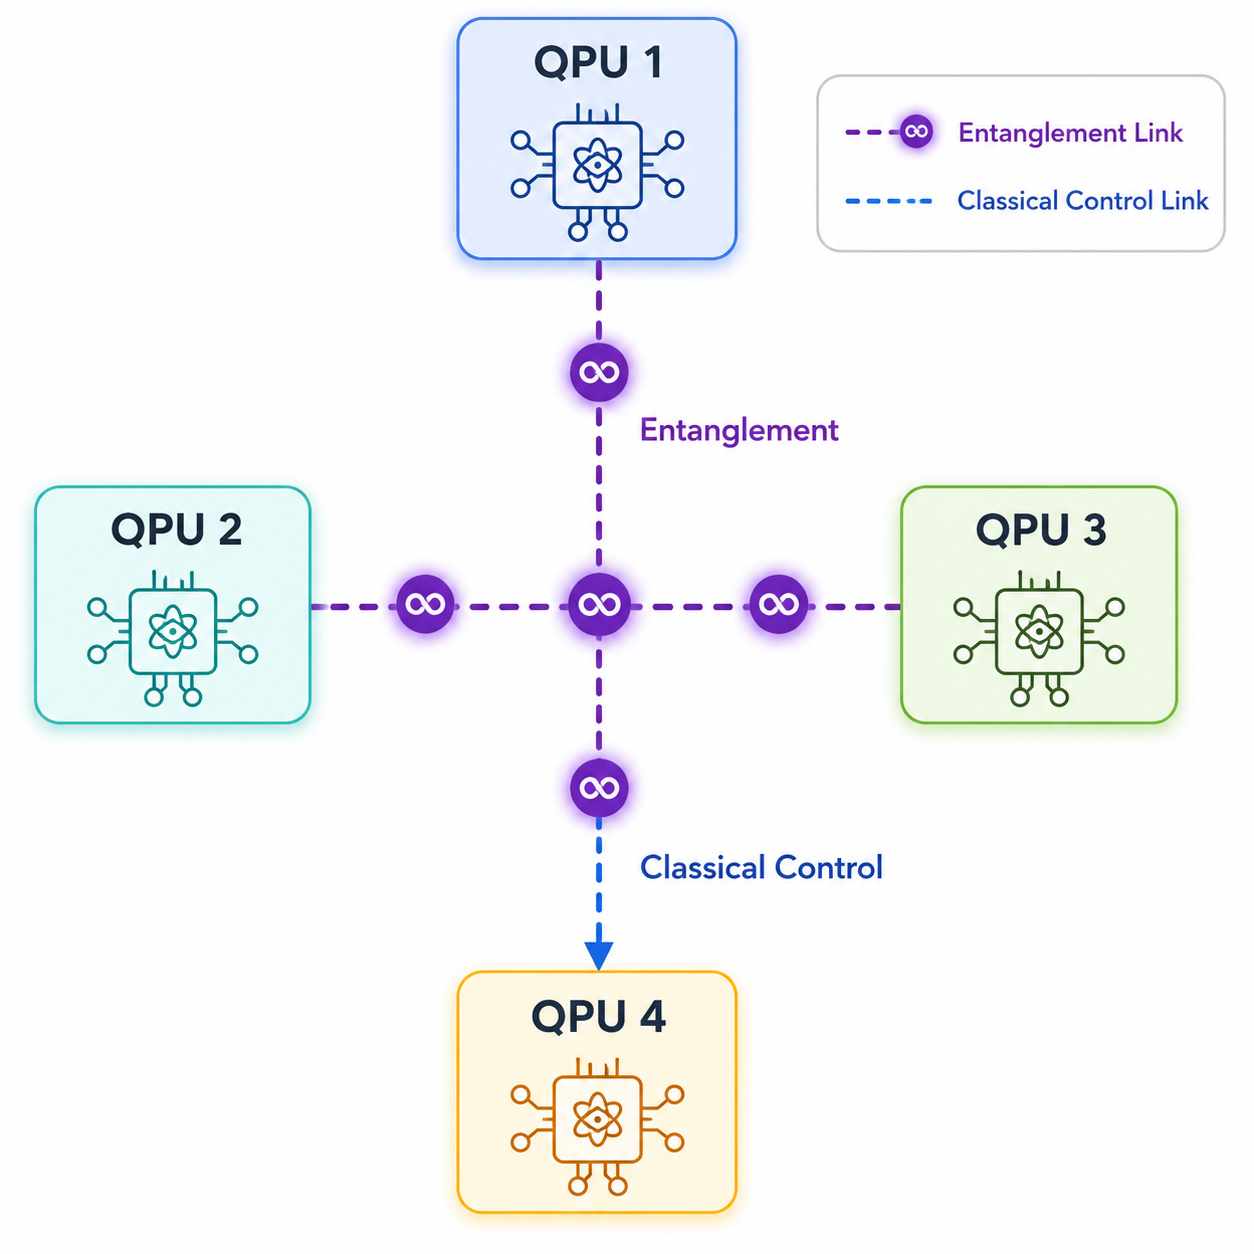 QPU 1
Entanglement Link
Classical Control Link
Entanglement
QPU 2
QPU 3
Classical Control
QPU 4